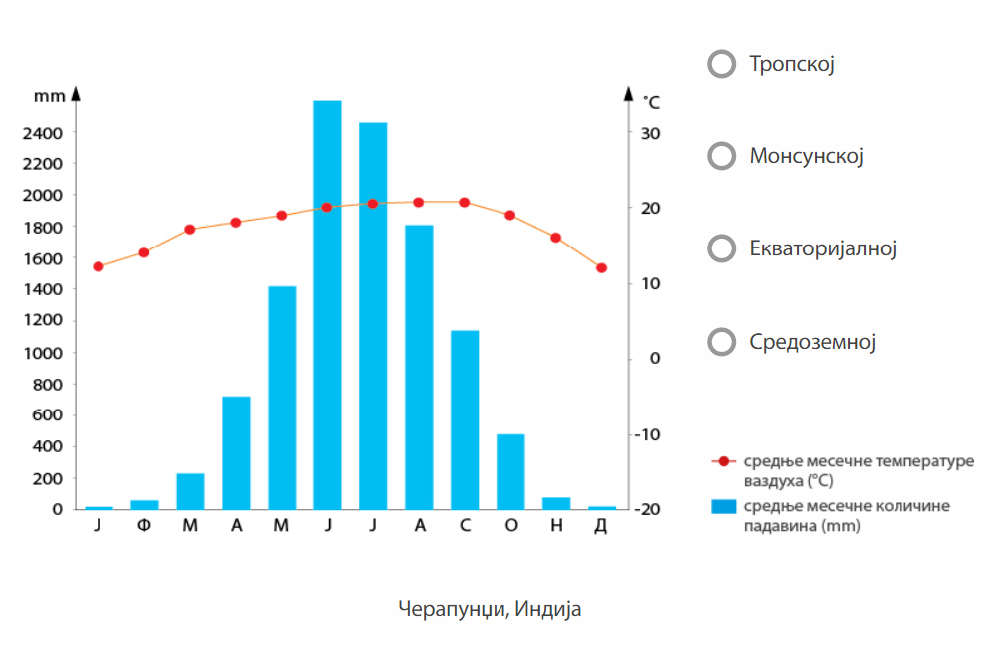 Тропској
Монсунској
Екваторијалној
Средоземној
mm
2400
2200
2000
1800
1600
1400
1200
1000
800
600
400
200
0
˚C
30
20
10
0
-10
-20
Ј Ф М А М Ј Ј А С О Н Д
средње месечне температуре
ваздуха (°C)
средње месечне количине
падавина (mm)
Черапунџи, Индија